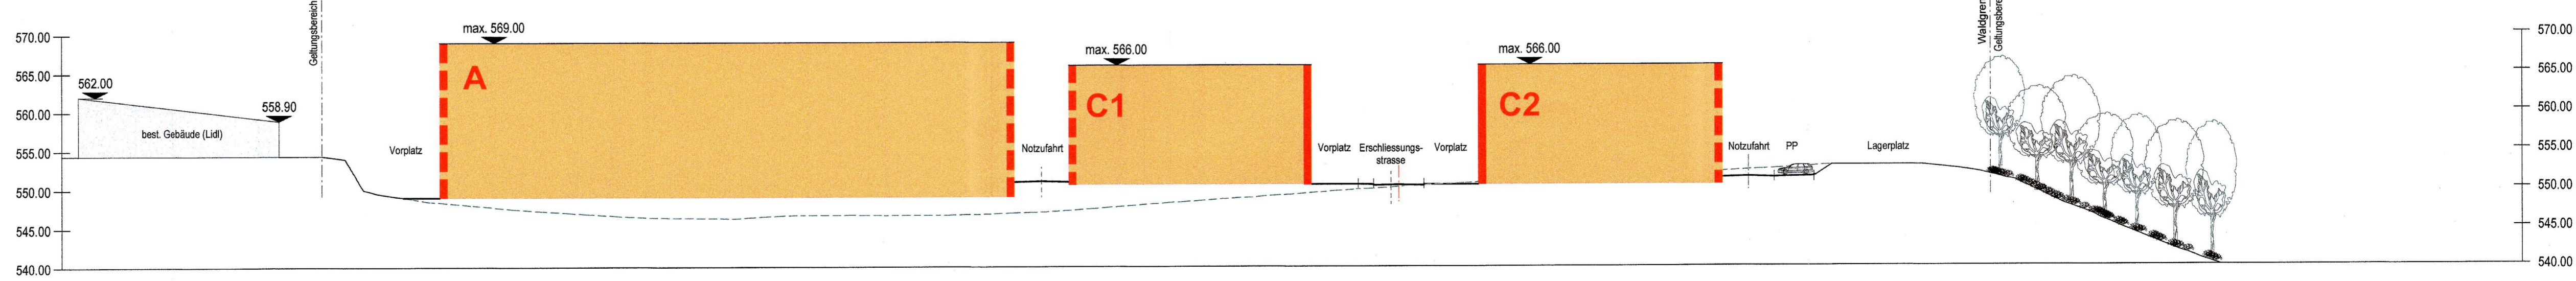 570.00
565.00
560.00
555.00
550.00
545.00
540.00
562.00
558.90
best. Gebäude (Lidl)
Geltungsbereich
Vorplatz
max. 569.00
A
Notzufahrt
max. 566.00
C1
Vorplatz
Erschliessungs-
strasse
Vorplatz
max. 566.00
C2
Notzufahrt
PP
Lagerplatz
570.00
565.00
560.00
555.00
550.00
545.00
540.00